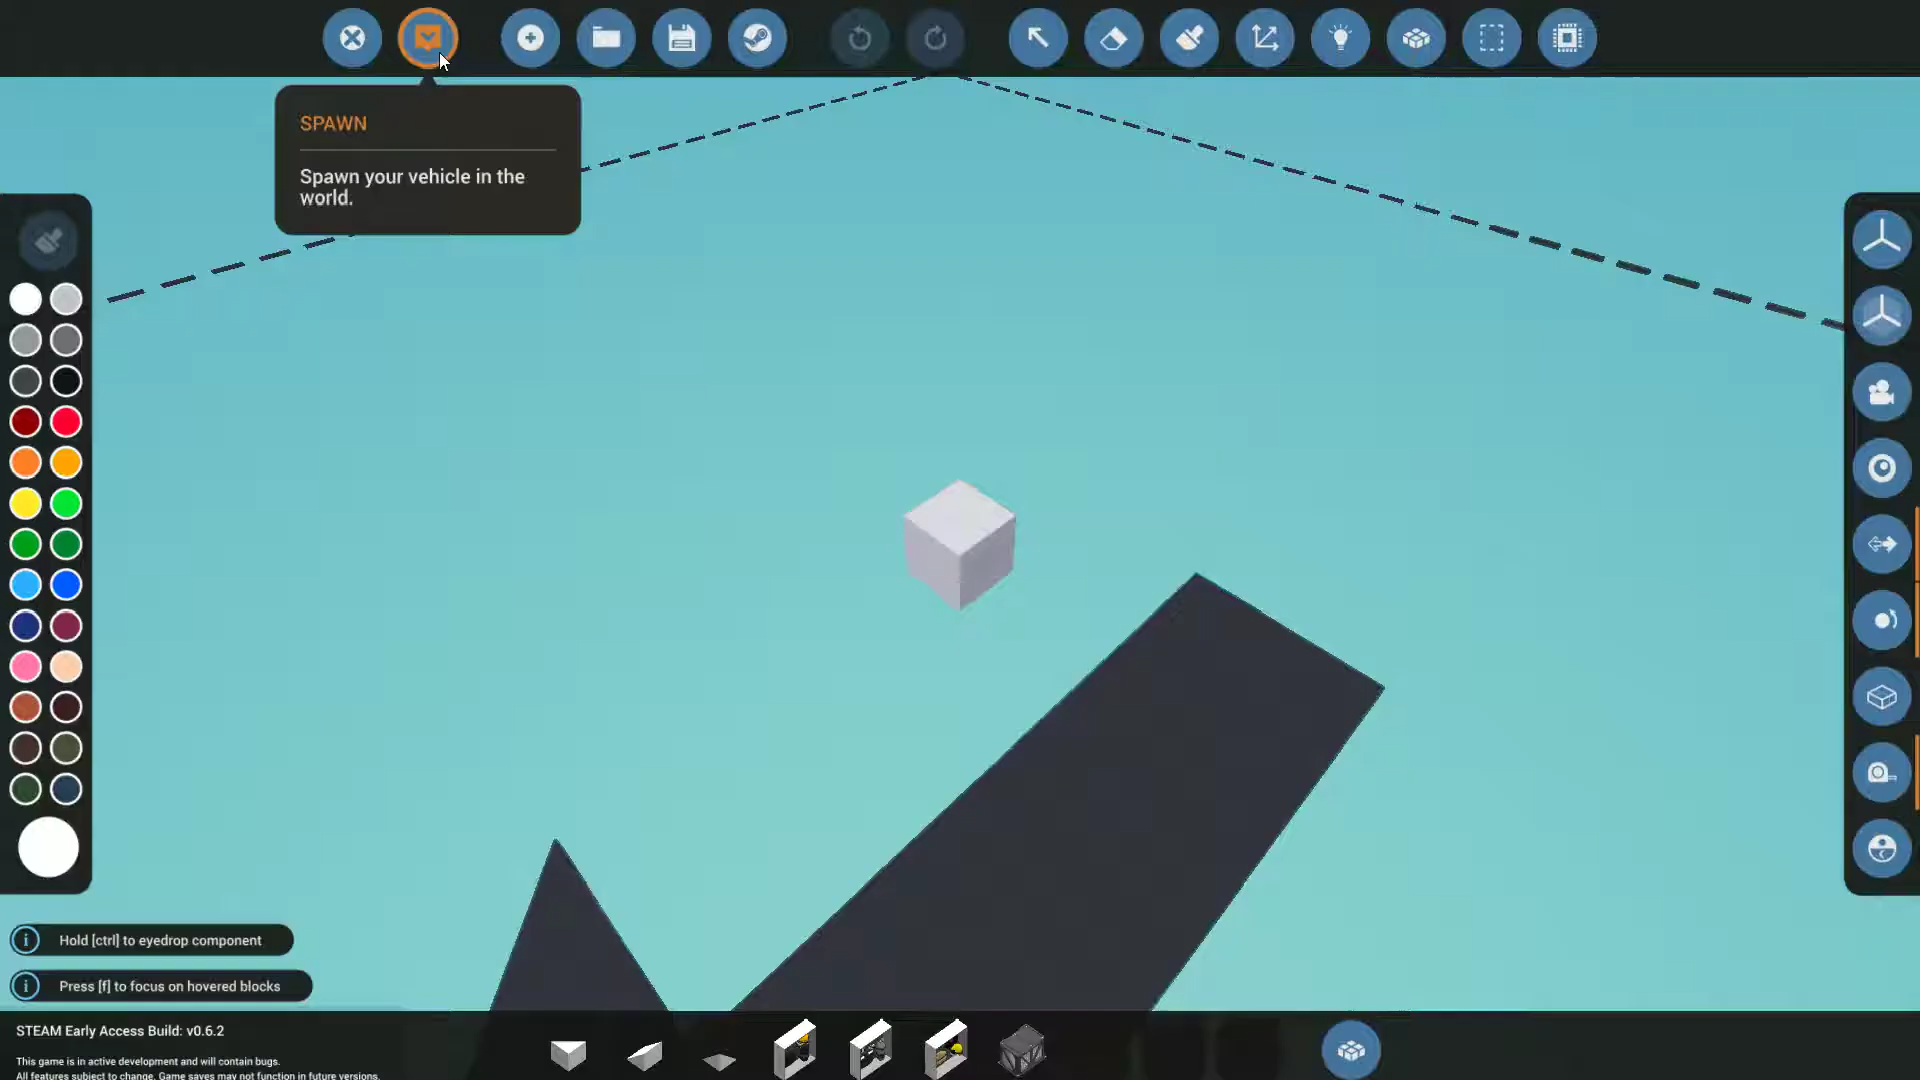 SPAWN
Spawn your vehicle in the
world.
Hold [ctrl] to eyedrop component
Press [f] to focus on hovered blocks
STEAM Early Access Build: v0.6.2
This game is in active development and will contain bugs.
All features subject to change. Game saves may not function in future versions.